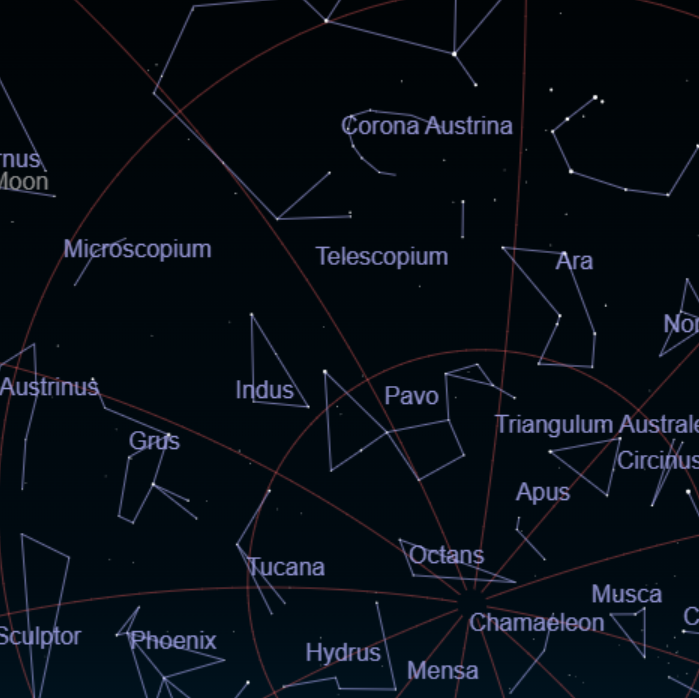 Corona Austrina
rnus
Moon
Microscopium
Telescopium
Ara
Nor
Austrinus
Indus
Pavo
Triangulum Australe
Grus
Circinus
Apus
Octans
Tucana
Musca
Chamaeleon
C
Sculptor
Phoenix
Hydrus
Mensa